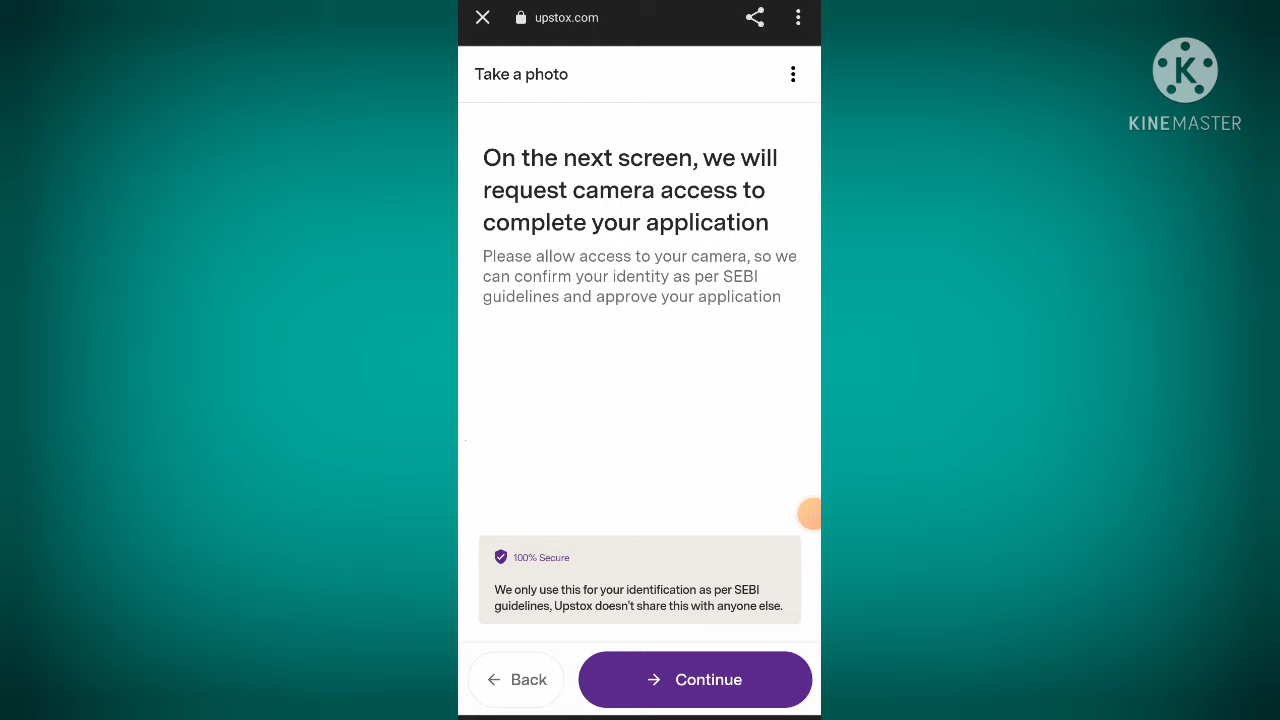 upstox.com
Take a photo
K
KINEMASTER
On the next screen, we will
request camera access to
complete your application
Please allow access to your camera, so we
can confirm your identity as per SEBI
guidelines and approve your application
100% Secure
We only use this for your identification as per SEBI
guidelines, Upstox doesn't share this with anyone else.
Back
Continue